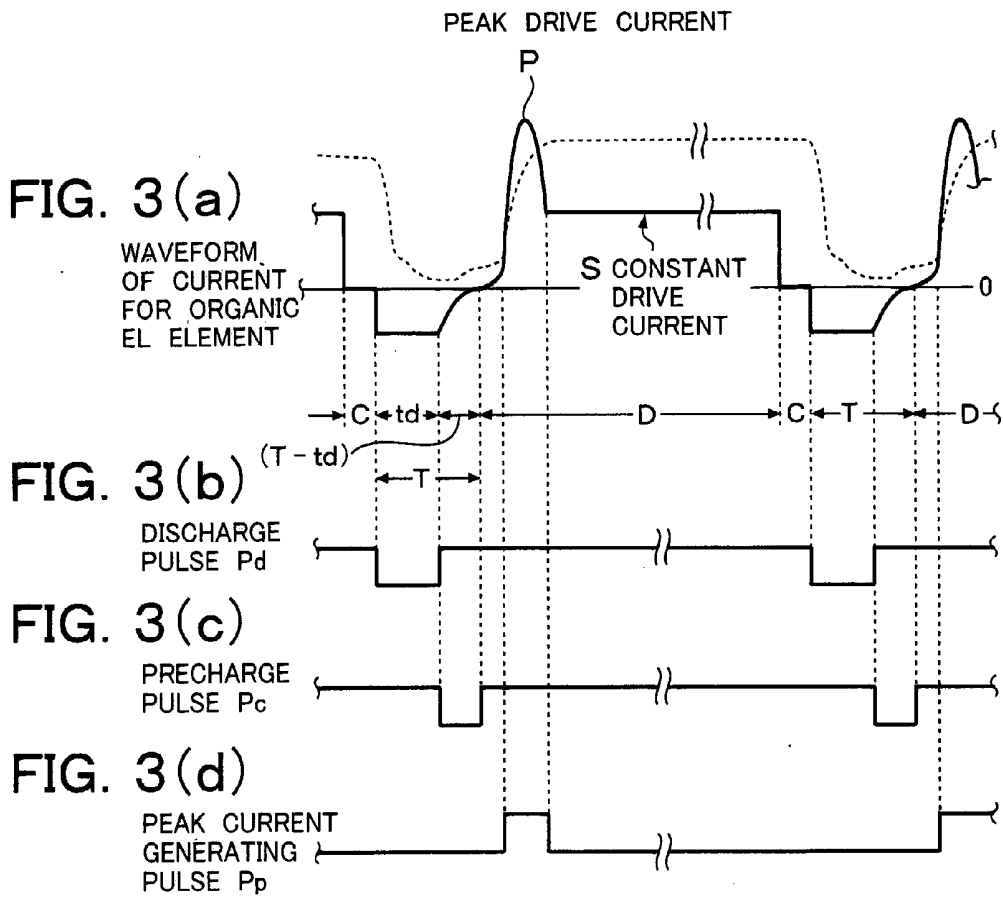 PEAK DRIVE CURRENT
P
FIG. 3(a)
WAVEFORM
OF CURRENT
FOR ORGANIC
EL ELEMENT
S CONSTANT
DRIVE
CURRENT
0
C td D C T D
(T-td)
T
FIG. 3(b)
DISCHARGE
PULSE Pd
FIG. 3(c)
PRECHARGE
PULSE Pc
FIG. 3(d)
PEAK CURRENT
GENERATING
PULSE Pp